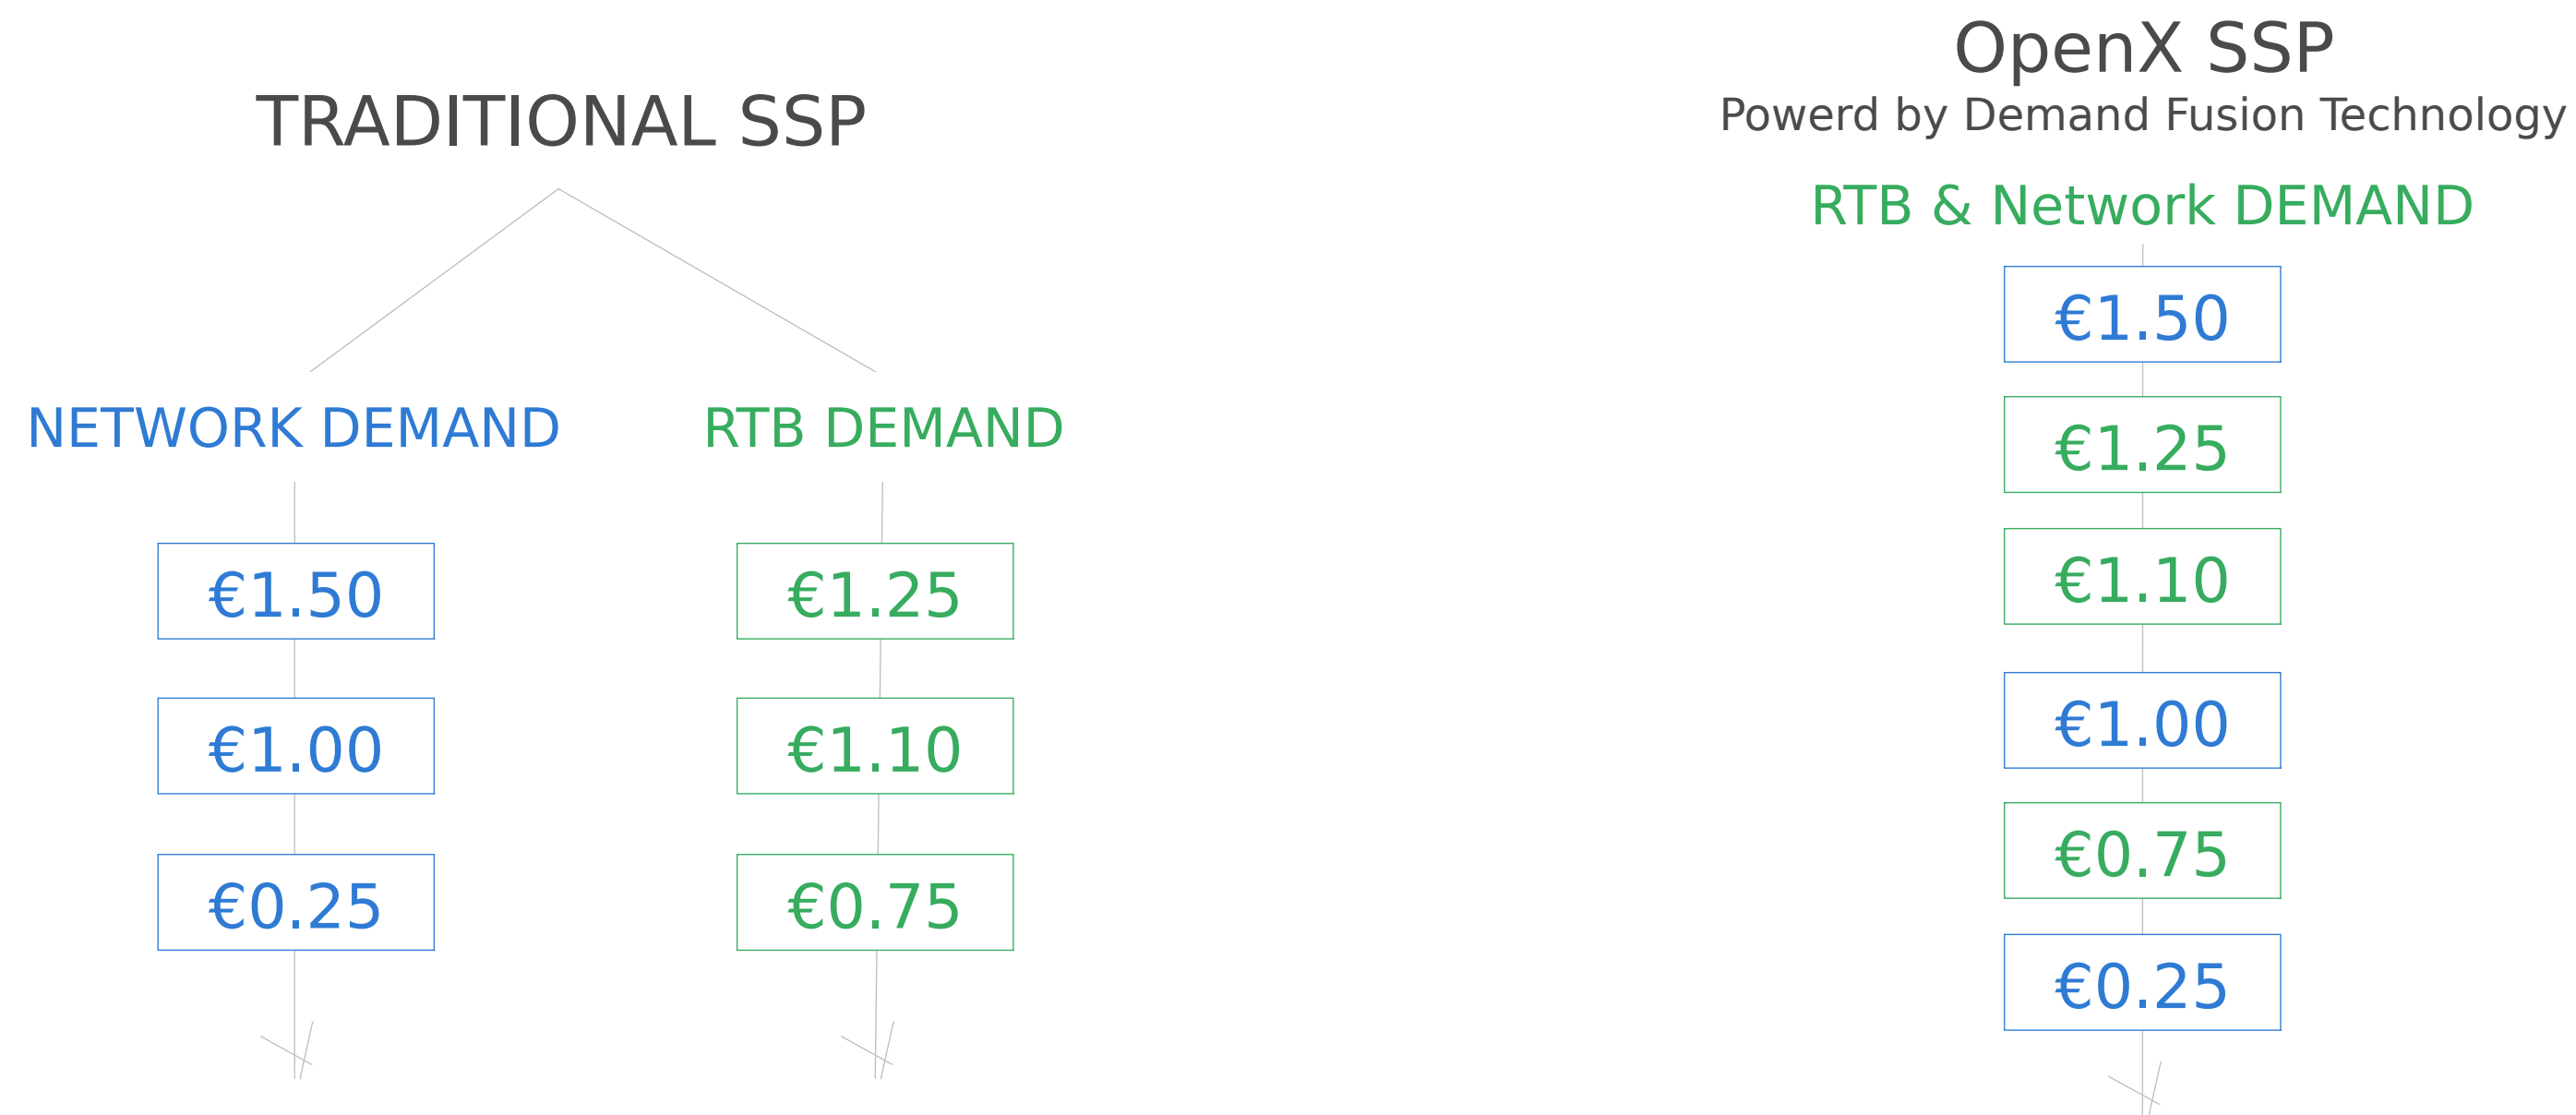 TRADITIONAL SSP
NETWORK DEMAND
€1.50
€1.00
€0.25
RTB DEMAND
€1.25
€1.10
€0.75
OpenX SSP
Powerd by Demand Fusion Technology
RTB & Network DEMAND
€1.50
€1.25
€1.10
€1.00
€0.75
€0.25